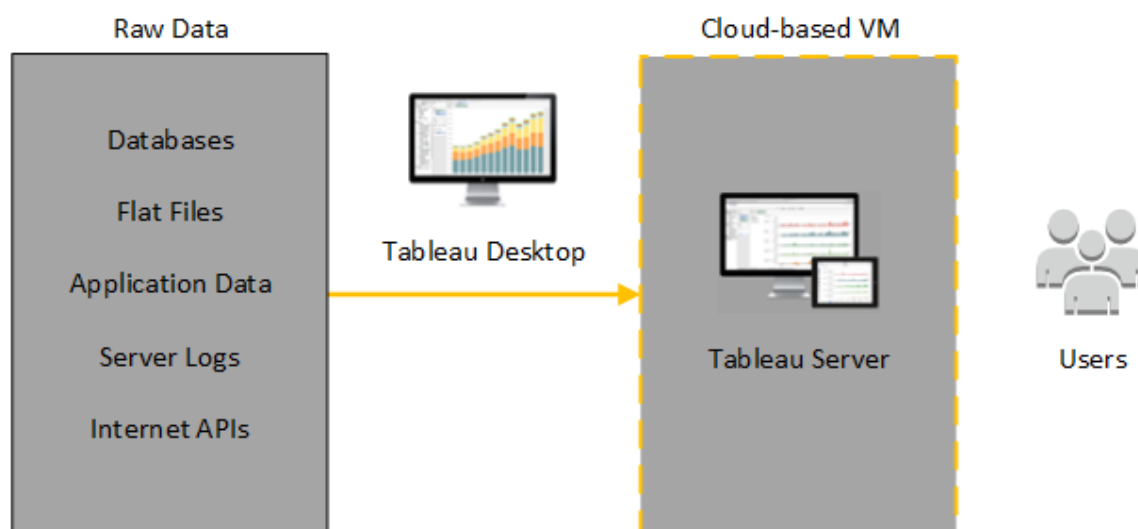 Raw Data
Databases
Flat Files
Application Data
Server Logs
Internet APIs
Tableau Desktop
Cloud-based VM
Tableau Server
Users